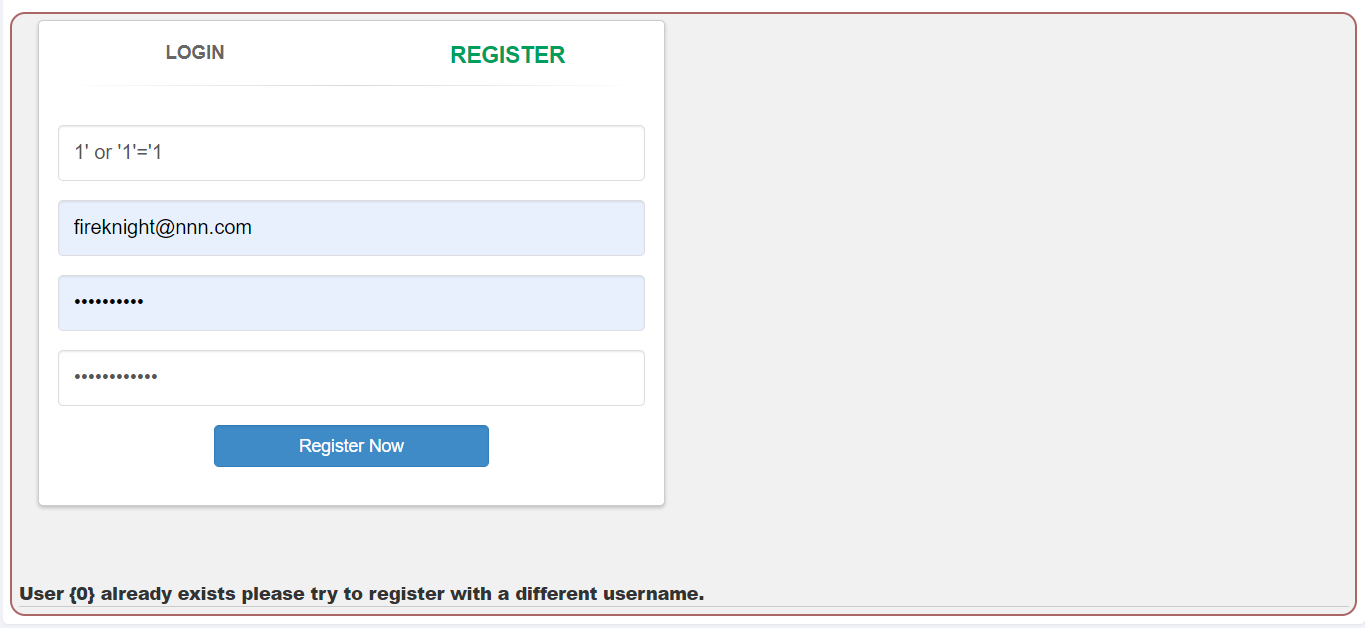 LOGIN REGISTER
1' or '1'='1
fireknight@nnn.com
••••••••••
••••••••••••
Register Now
User {0} already exists please try to register with a different username.